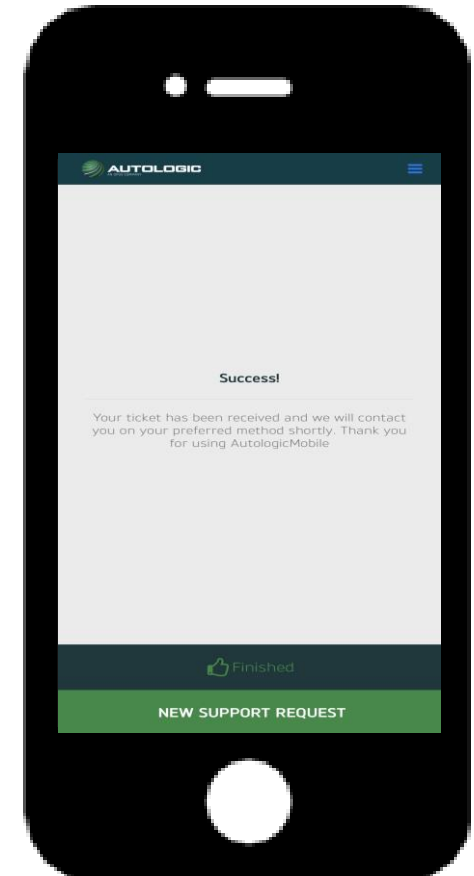 AUTOLOGIC
Success!
Your ticket has been received and we will contact
you on your preferred method shortly. Thank you
for using AutologicMobile
Finished
NEW SUPPORT REQUEST